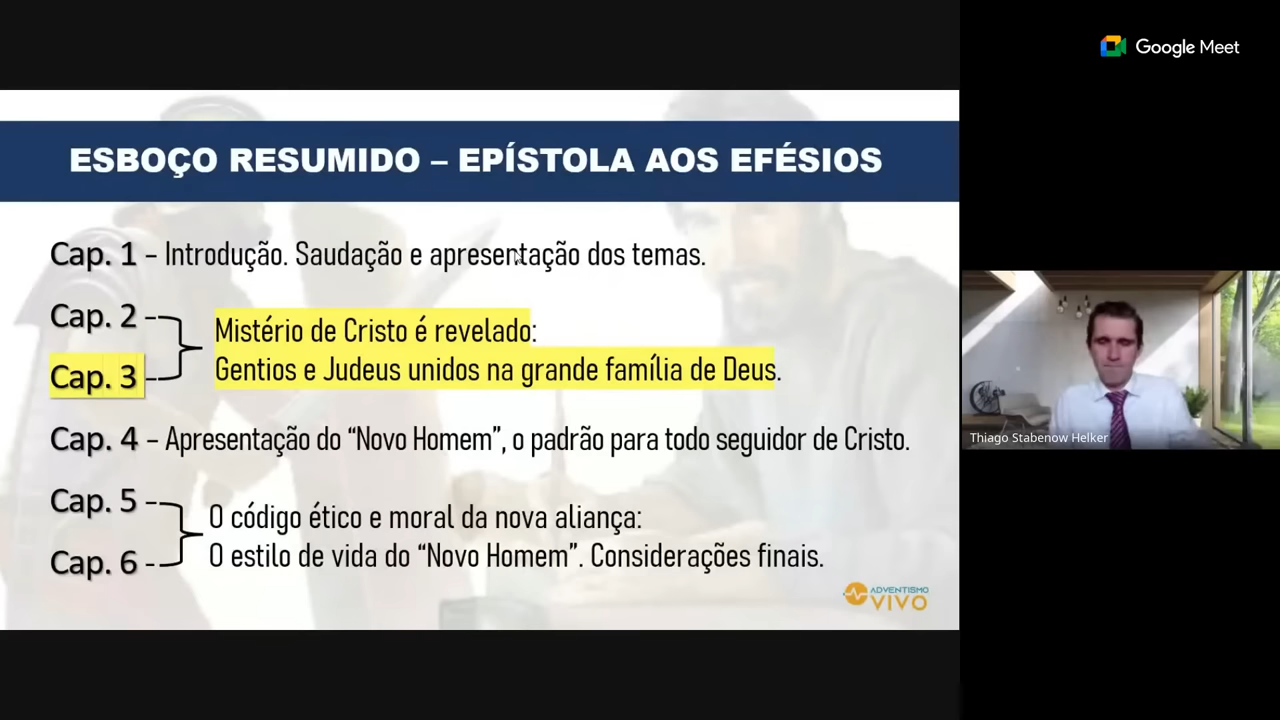 Google Meet
ESBOÇO RESUMIDO – EPÍSTOLA AOS EFÉSIOS
Cap. 1 – Introdução. Saudação e apresentação dos temas.
Cap. 2 –
Mistério de Cristo é revelado:
Gentios e Judeus unidos na grande família de Deus.
Cap. 3 –
Cap. 4 – Apresentação do “Novo Homem”, o padrão para todo seguidor de Cristo.
Cap. 5 –
O código ético e moral da nova aliança:
O estilo de vida do “Novo Homem”. Considerações finais.
Cap. 6 -
ADVENTISMO
VIVO
Thiago Stabenow Helker